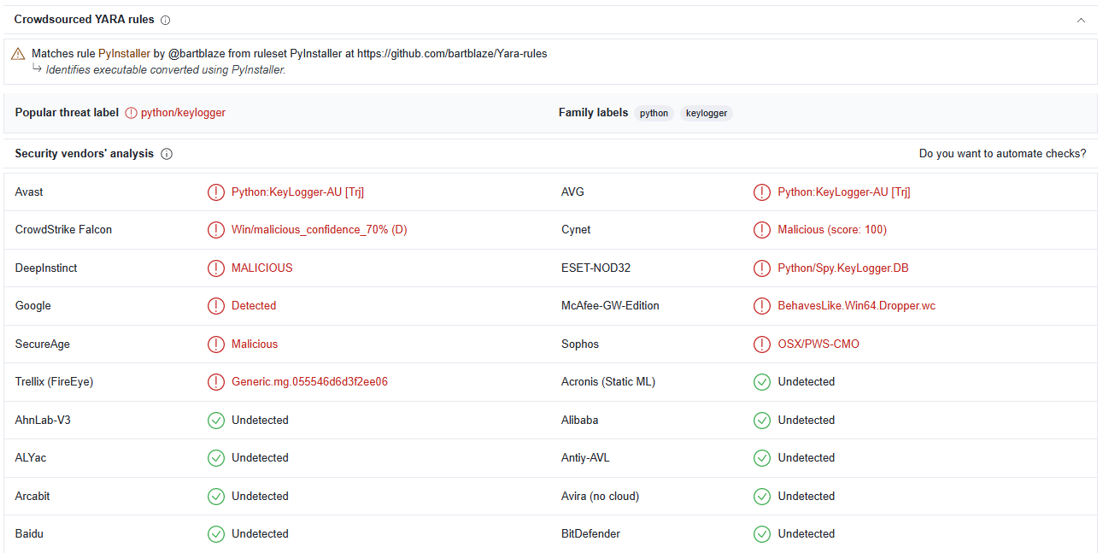 Crowdsourced YARA rules
Matches rule PyInstaller by @bartblaze from ruleset PyInstaller at https://github.com/bartblaze/Yara-rules
Identifies executable converted using PyInstaller.
Popular threat label python/keylogger Family labels python keylogger
Security vendors' analysis Do you want to automate checks?
Avast Python:KeyLogger-AU [Trj] AVG Python:KeyLogger-AU [Trj]
CrowdStrike Falcon Win/malicious_confidence_70% (D) Cynet Malicious (score: 100)
DeepInstinct MALICIOUS ESET-NOD32 Python/Spy.KeyLogger.DB
Google Detected McAfee-GW-Edition BehavesLike.Win64.Dropper.wc
SecureAge Malicious Sophos OSX/PWS-CMO
Trellix (FireEye) Generic.mg.055546d6d3f2ee06 Acronis (Static ML) Undetected
AhnLab-V3 Undetected Alibaba Undetected
ALYac Undetected Antiy-AVL Undetected
Arcabit Undetected Avira (no cloud) Undetected
Baidu Undetected BitDefender Undetected